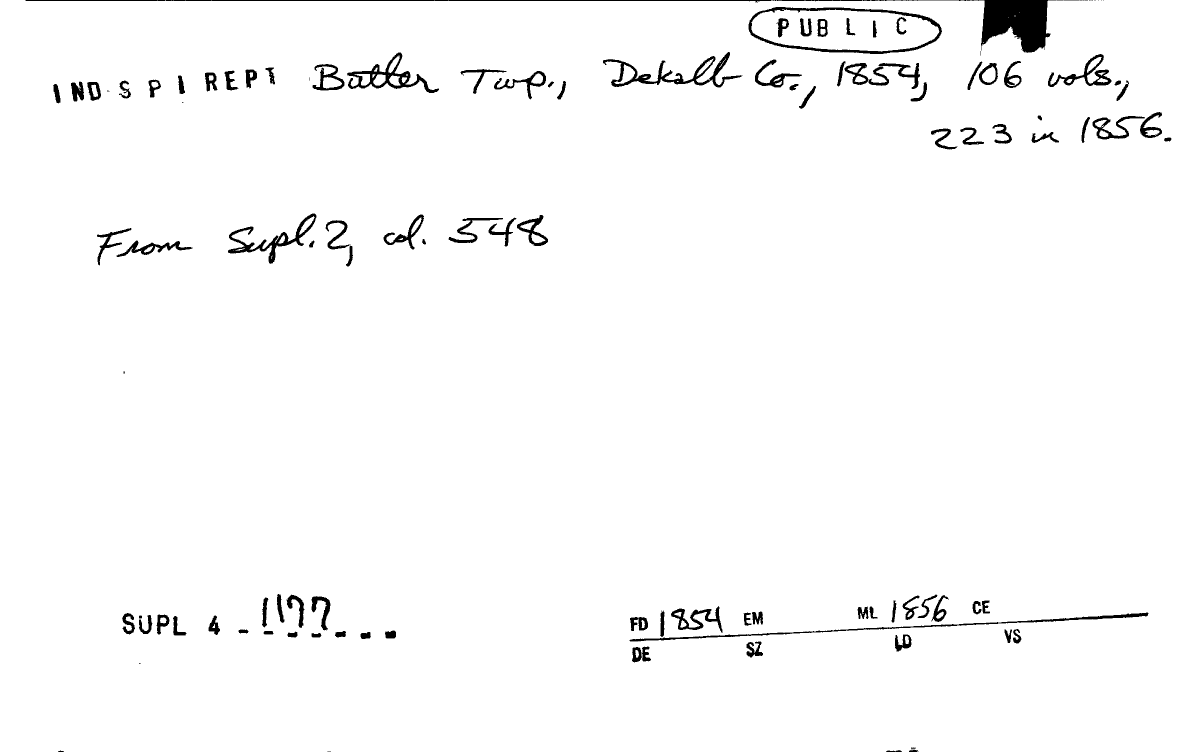 PUBLIC
IND SPI REPT Butler Twp., Dekalb Co., 1854, 106 vols.,
223 in 1856.
From Supl. 2, col. 548
SUPL 4 - 1177
FD 1854 EM ML 1856 CE
DE SZ LD VS